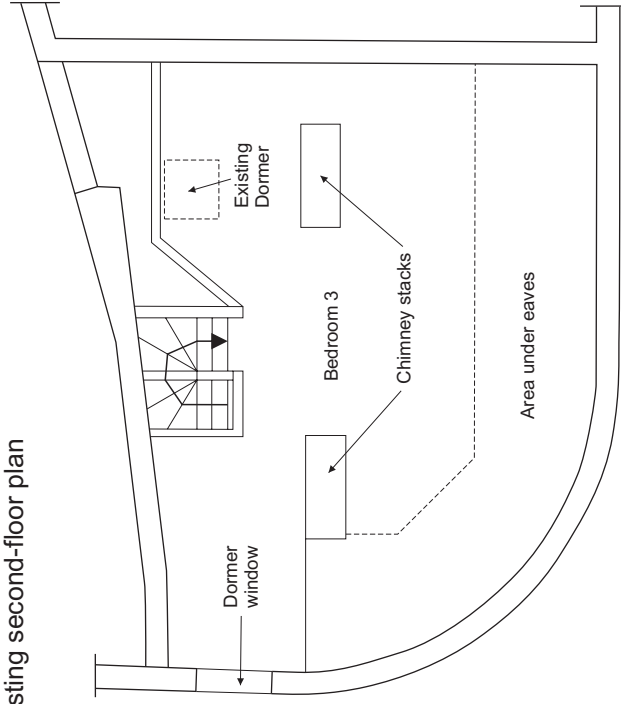 sting second-floor plan
Dormer
window
Bedroom 3
Chimney stacks
Existing
Dormer
Area under eaves